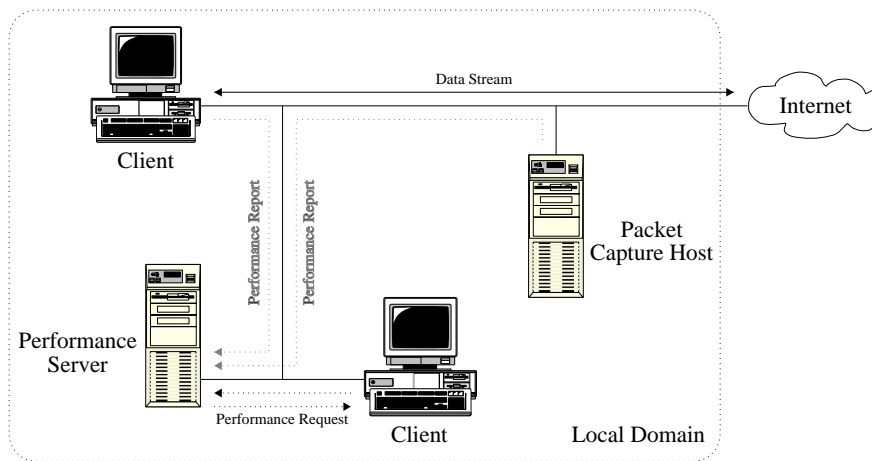 Data Stream
Internet
Client
Performance Report
Performance Report
Packet
Capture Host
Performance
Server
Performance Request
Client
Local Domain